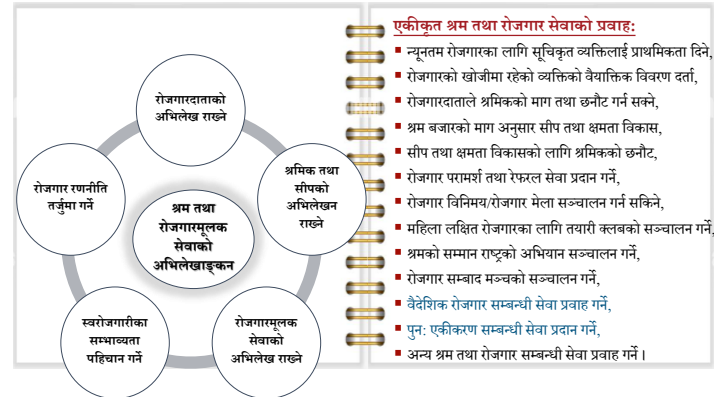 रोजगारदाताको
अभिलेख राख्ने
श्रमिक तथा
सीपको
अभिलेखन
राख्ने
रोजगारमूलक
सेवाको
अभिलेख राख्ने
स्वरोजगारीका
सम्भाव्यता
पहिचान गर्ने
रोजगार रणनीति
तर्जुमा गर्ने
श्रम तथा
रोजगारमूलक
सेवाको
अभिलेखाङ्कन
एकीकृत श्रम तथा रोजगार सेवाको प्रवाह:
न्यूनतम रोजगारका लागि सूचिकृत व्यक्तिलाई प्राथमिकता दिने,
रोजगारको खोजीमा रहेको व्यक्तिको वैयाक्तिक विवरण दर्ता,
रोजगारदाताले श्रमिकको माग तथा छनौट गर्न सक्ने,
श्रम बजारको माग अनुसार सीप तथा क्षमता विकास,
सीप तथा क्षमता विकासको लागि श्रमिकको छनौट,
रोजगार परामर्श तथा रेफरल सेवा प्रदान गर्ने,
रोजगार विनिमय/रोजगार मेला सञ्चालन गर्न सकिने,
महिला लक्षित रोजगारका लागि तयारी क्लबको सञ्चालन गर्ने,
श्रमको सम्मान राष्ट्रको अभियान सञ्चालन गर्ने,
रोजगार सम्बाद मञ्चको सञ्चालन गर्ने,
वैदेशिक रोजगार सम्बन्धी सेवा प्रवाह गर्ने,
पुन: एकीकरण सम्बन्धी सेवा प्रदान गर्ने,
अन्य श्रम तथा रोजगार सम्बन्धी सेवा प्रवाह गर्ने ।